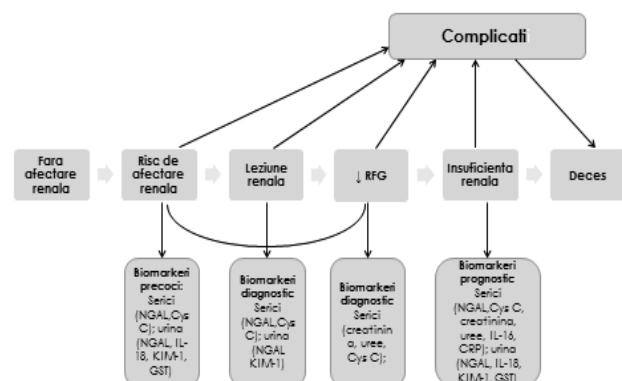 Complicati
Fara
afectare
renala
Risc de
afectare
renala
Leziune
renala
↓ RFG
Insuficienta
renala
Deces
Biomarkeri
precoci:
Serici
(NGAL,Cys
C); urina
(NGAL, IL-
18, KIM-1,
GST)
Biomarkeri
diagnostic
Serici
(NGAL,Cys
C); urina
(NGAL
KIM-1)
Biomarkeri
diagnostic
Serici
(creatinin
a, uree,
Cys C);
Biomarkeri
prognostic
Serici
(NGAL,Cys C,
creatinina,
uree, IL-16,
CRP); urina
(NGAL, IL-18,
KIM-1, GST)